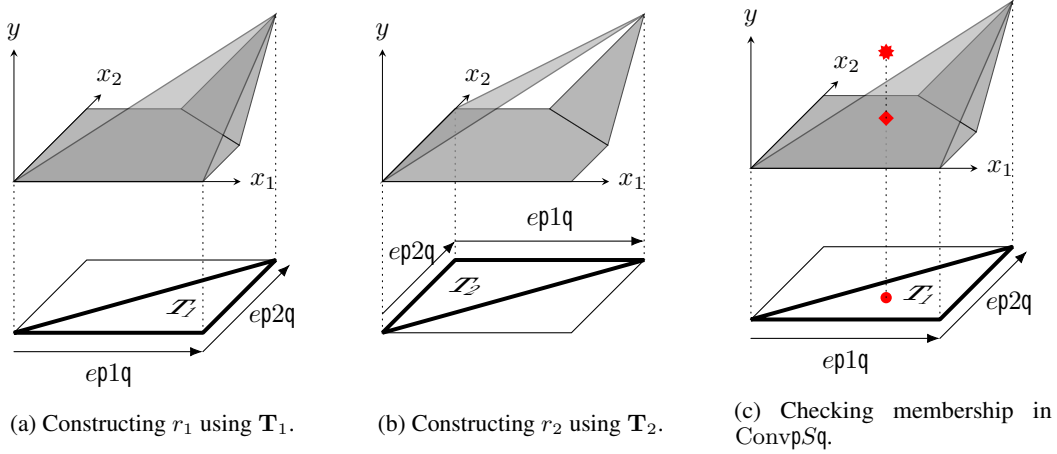 y
x₂
x₁
T₁
ep2q
ep1q
(a) Constructing r₁ using T₁.
y
x₂
x₁
ep1q
ep2q
T₂
(b) Constructing r₂ using T₂.
y
x₂
x₁
T₁
ep2q
ep1q
(c) Checking membership in
ConvpSq.